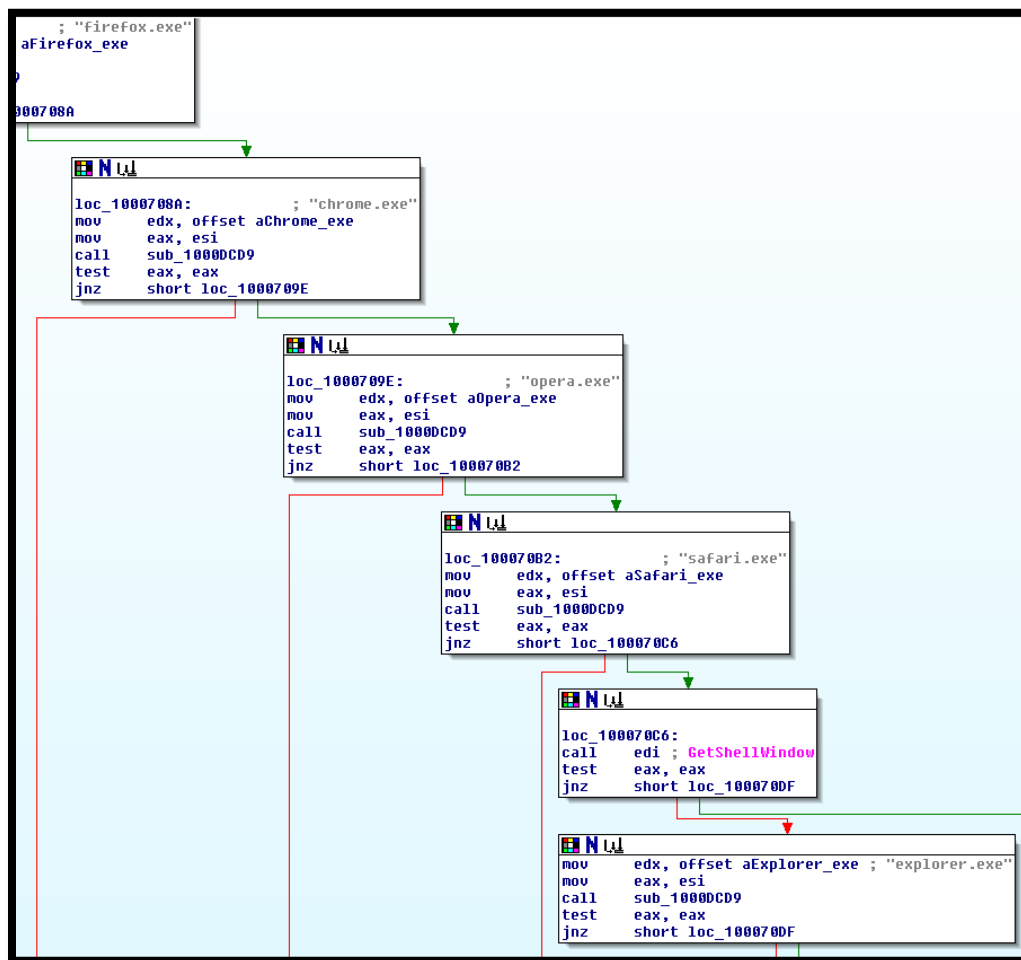 ; "firefox.exe"
aFirefox_exe
000708A
loc_1000708A: ; "chrome.exe"
mov edx, offset aChrome_exe
mov eax, esi
call sub_1000DCD9
test eax, eax
jnz short loc_1000709E
loc_1000709E: ; "opera.exe"
mov edx, offset aOpera_exe
mov eax, esi
call sub_1000DCD9
test eax, eax
jnz short loc_100070B2
loc_100070B2: ; "safari.exe"
mov edx, offset aSafari_exe
mov eax, esi
call sub_1000DCD9
test eax, eax
jnz short loc_100070C6
loc_100070C6:
call edi ; GetShellWindow
test eax, eax
jnz short loc_100070DF
mov edx, offset aExplorer_exe ; "explorer.exe"
mov eax, esi
call sub_1000DCD9
test eax, eax
jnz short loc_100070DF